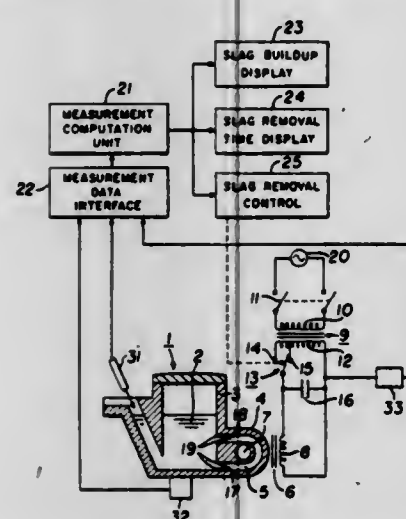 23
SLAG BUILDUP
DISPLAY
24
SLAG REMOVAL
TIME DISPLAY
25
SLAG REMOVAL
CONTROL
21
MEASUREMENT
COMPUTATION
UNIT
22
MEASUREMENT
DATA
INTERFACE
20
11
10
9
12
14
15
13
16
33
31
1
2
3
18
4
7
19
8
17
5
6
32